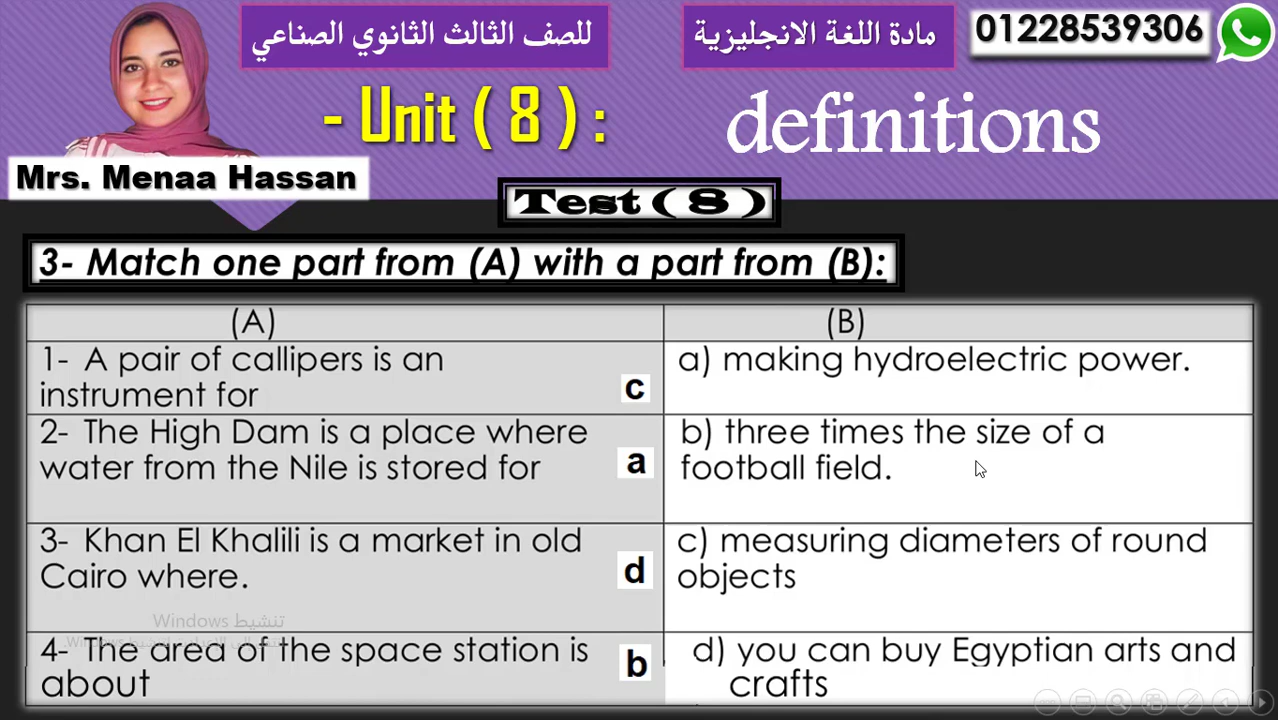 للصف الثالث الثانوي الصناعي
مادة اللغة الانجليزية
01228539306
- Unit ( 8 ) :
definitions
Mrs. Menaa Hassan
Test ( 8 )
3- Match one part from (A) with a part from (B):
(A)
(B)
1- A pair of callipers is an
instrument for
c
a) making hydroelectric power.
2- The High Dam is a place where
water from the Nile is stored for
a
b) three times the size of a
football field.
3- Khan El Khalili is a market in old
Cairo where.
d
c) measuring diameters of round
objects
تنشيط Windows
4- The area of the space station is
about
b
d) you can buy Egyptian arts and
crafts